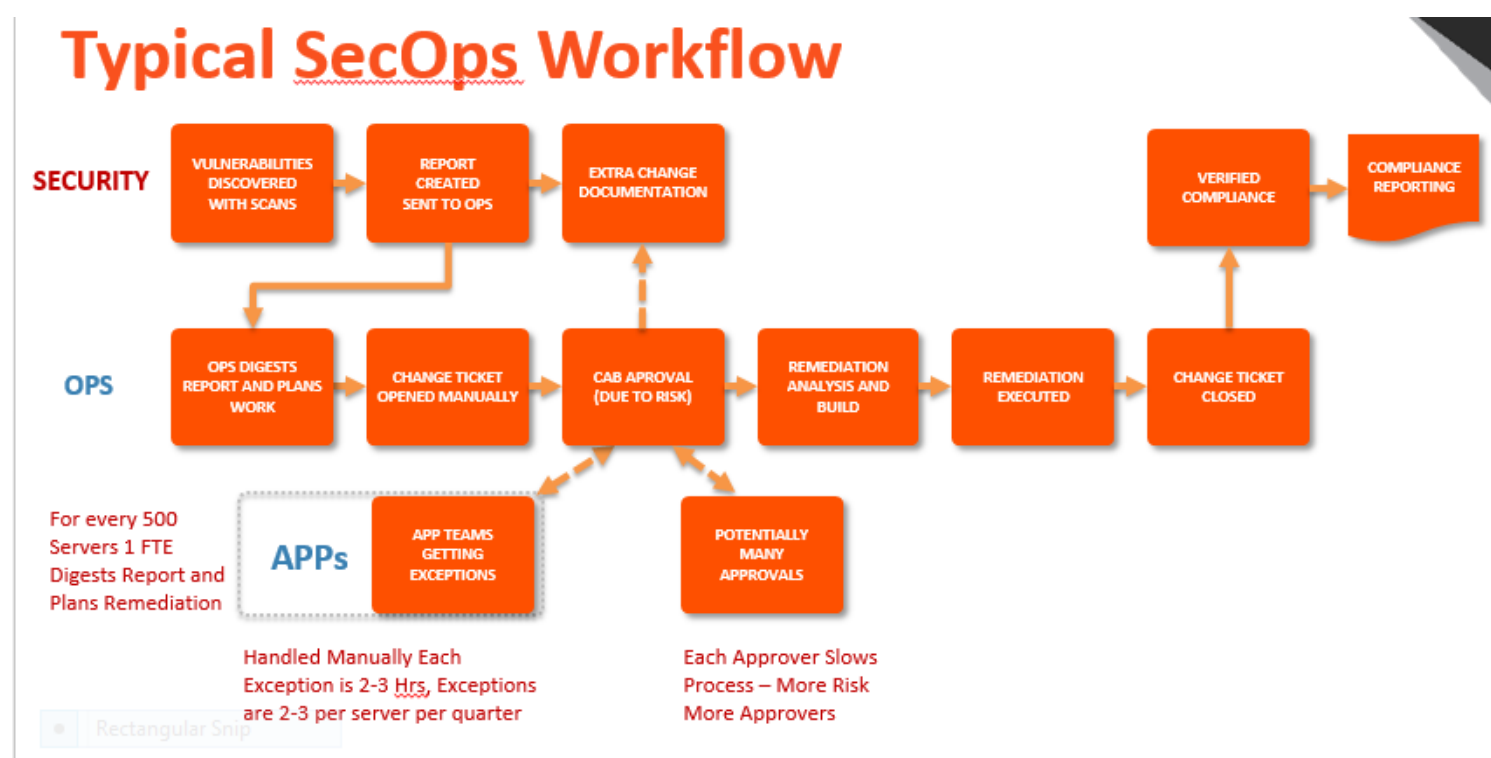 Typical SecOps Workflow
SECURITY
VULNERABILITIES
DISCOVERED
WITH SCANS
REPORT
CREATED
SENT TO OPS
EXTRA CHANGE
DOCUMENTATION
VERIFIED
COMPLIANCE
COMPLIANCE
REPORTING
OPS
OPS DIGESTS
REPORT AND PLANS
WORK
CHANGE TICKET
OPENED MANUALLY
CAB APROVAL
(DUE TO RISK)
REMEDIATION
ANALYSIS AND
BUILD
REMEDIATION
EXECUTED
CHANGE TICKET
CLOSED
For every 500
Servers 1 FTE
Digests Report and
Plans Remediation
APPs
APP TEAMS
GETTING
EXCEPTIONS
POTENTIALLY
MANY
APPROVALS
Handled Manually Each
Exception is 2-3 Hrs, Exceptions
are 2-3 per server per quarter
Each Approver Slows
Process – More Risk
More Approvers
Rectangular Snip